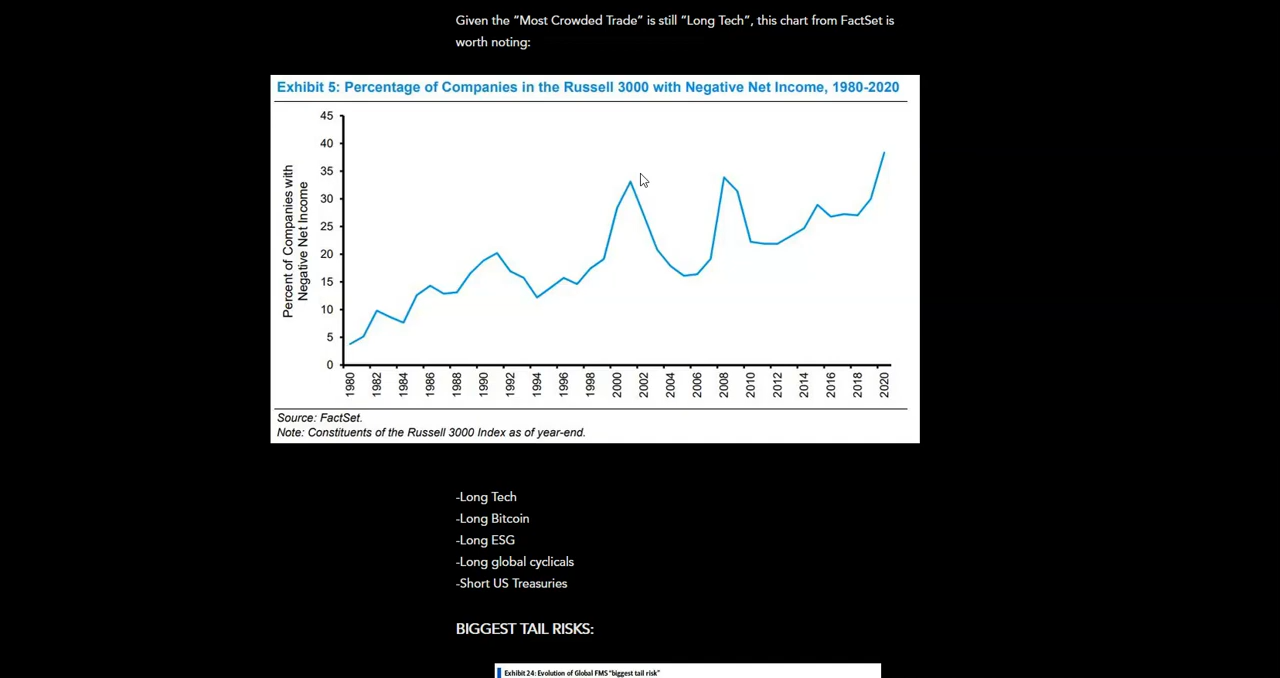 Given the “Most Crowded Trade” is still “Long Tech”, this chart from FactSet is
worth noting:
Exhibit 5: Percentage of Companies in the Russell 3000 with Negative Net Income, 1980-2020
Percent of Companies with
Negative Net Income
45
40
35
30
25
20
15
10
5
0
1980
1982
1984
1986
1988
1990
1992
1994
1996
1998
2000
2002
2004
2006
2008
2010
2012
2014
2016
2018
2020
Source: FactSet.
Note: Constituents of the Russell 3000 Index as of year-end.
-Long Tech
-Long Bitcoin
-Long ESG
-Long global cyclicals
-Short US Treasuries
BIGGEST TAIL RISKS:
Exhibit 24: Evolution of Global FMS "biggest tail risk"